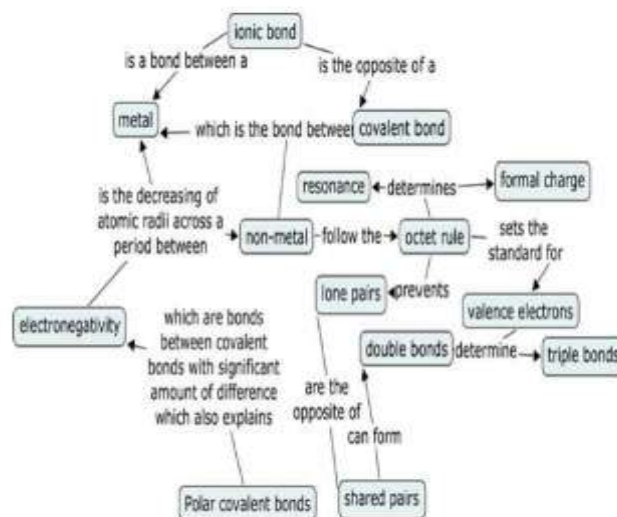 ionic bond
is a bond between a
is the opposite of a
metal
which is the bond between
covalent bond
resonance
determines
formal charge
is the decreasing of
atomic radii across a
period between
non-metal
follow the
octet rule
sets the
standard for
lone pairs
prevents
valence electrons
electronegativity
which are bonds
between covalent
bonds with significant
amount of difference
which also explains
double bonds
determine
triple bonds
are the
opposite of
can form
Polar covalent bonds
shared pairs